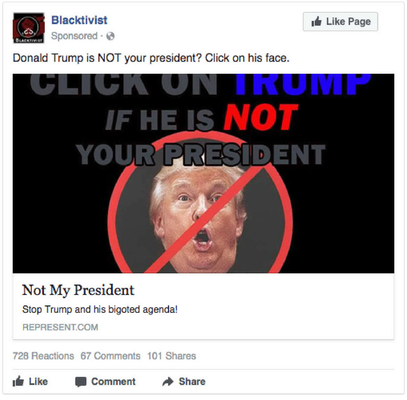 Blacktivist
Sponsored ·
Like Page
Donald Trump is NOT your president? Click on his face.
CLICK ON TRUMP
IF HE IS NOT
YOUR PRESIDENT
Not My President
Stop Trump and his bigoted agenda!
REPRESENT.COM
728 Reactions 67 Comments 101 Shares
Like Comment Share